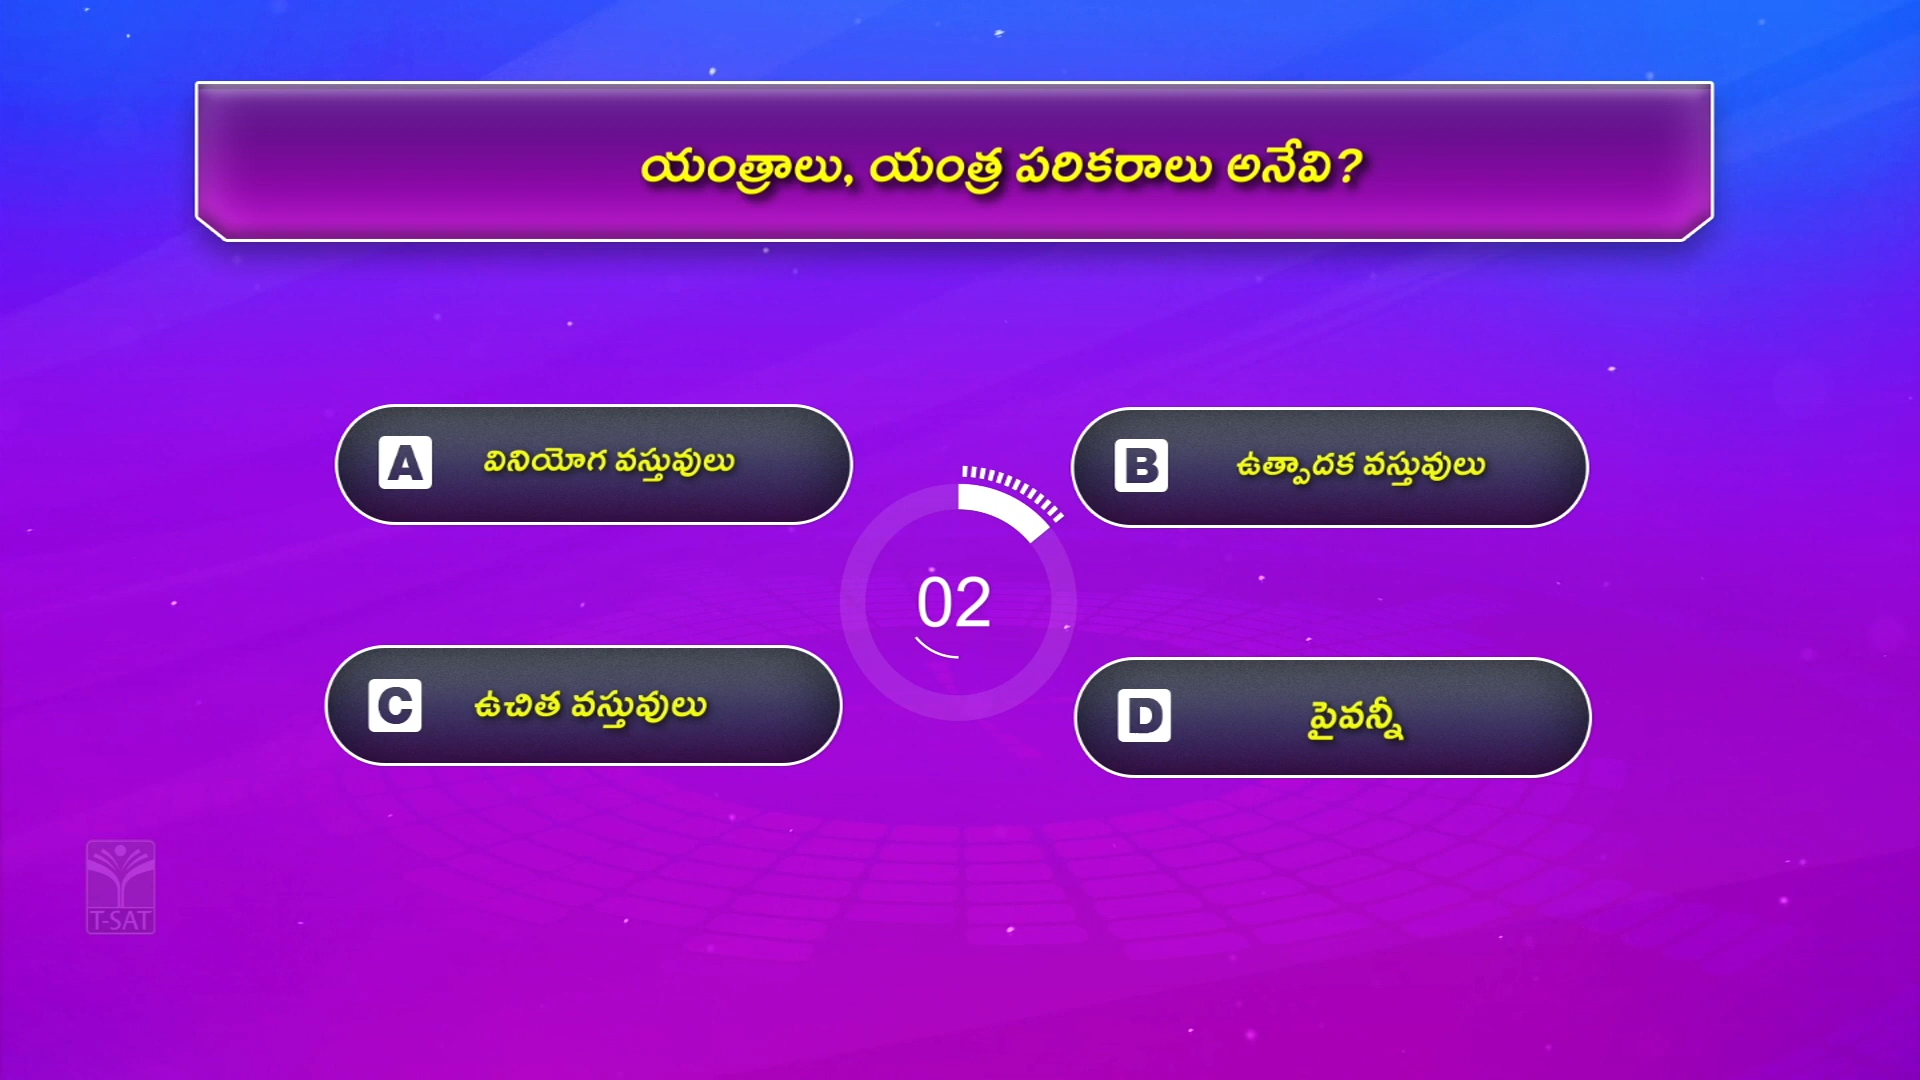 యంత్రాలు, యంత్ర పరికరాలు అనేవి?
A వినియోగ వస్తువులు
B ఉత్పాదక వస్తువులు
02
C ఉచిత వస్తువులు
D పైవన్నీ
T-SAT